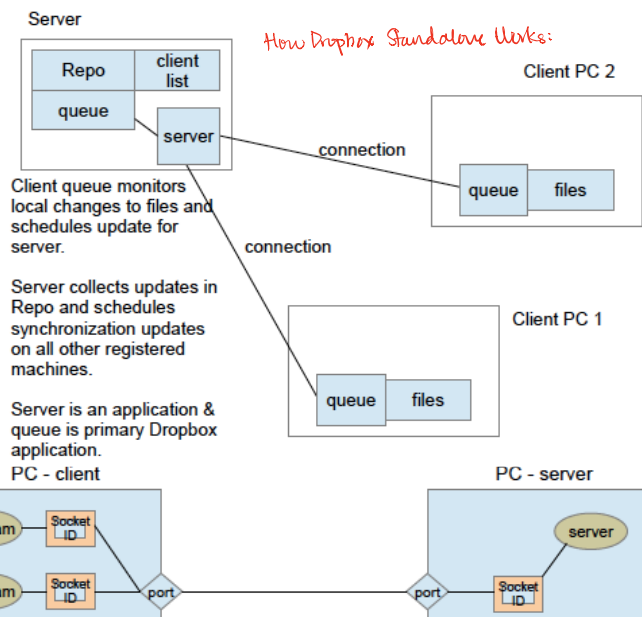 Server
How Dropbox Standalone Works:
Repo
client
list
queue
server
Client PC 2
connection
queue
files
Client queue monitors
local changes to files and
schedules update for
server.
connection
Server collects updates in
Repo and schedules
synchronization updates
on all other registered
machines.
Client PC 1
queue
files
Server is an application &
queue is primary Dropbox
application.
PC - client
PC - server
am
Socket
ID
server
am
Socket
ID
port
port
Socket
ID